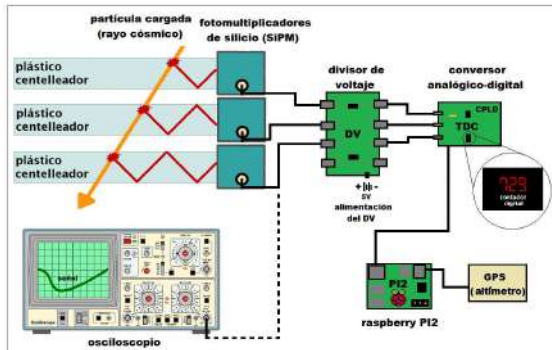 partícula cargada
(rayo cósmico)
fotomultiplicadores
de silicio (SiPM)
plástico
centelleador
plástico
centelleador
plástico
centelleador
divisor de
voltaje
DV
+ -
5V
alimentación
del DV
conversor
analógico-digital
CPLD
TDC
729
contador
digital
señal
osciloscopio
PI2
raspberry PI2
GPS
(altímetro)